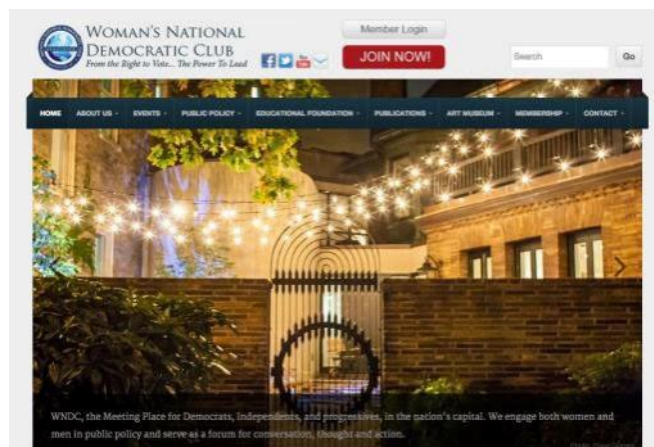 WOMAN'S NATIONAL
DEMOCRATIC CLUB
From the Right to Vote... The Power To Lead
Member Login
JOIN NOW!
Search
Go
HOME ABOUT US EVENTS PUBLIC POLICY EDUCATIONAL FOUNDATION PUBLICATIONS ART MUSEUM MEMBERSHIP CONTACT
WNDC, the Meeting Place for Democrats, Independents, and progressives, in the nation's capital. We engage both women and
men in public policy and serve as a forum for conversation, thought and action.